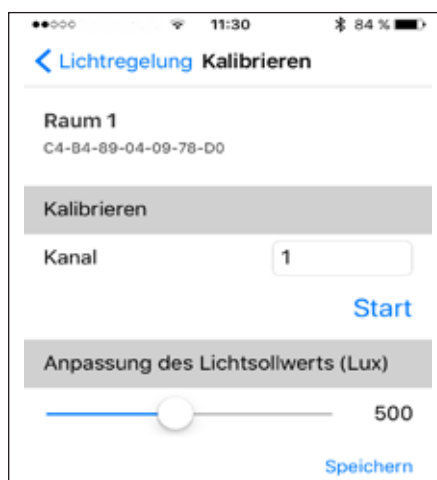 11:30 84 %
Lichtregelung Kalibrieren
Raum 1
C4-B4-89-04-09-78-D0
Kalibrieren
Kanal 1
Start
Anpassung des Lichtsollwerts (Lux)
500
Speichern